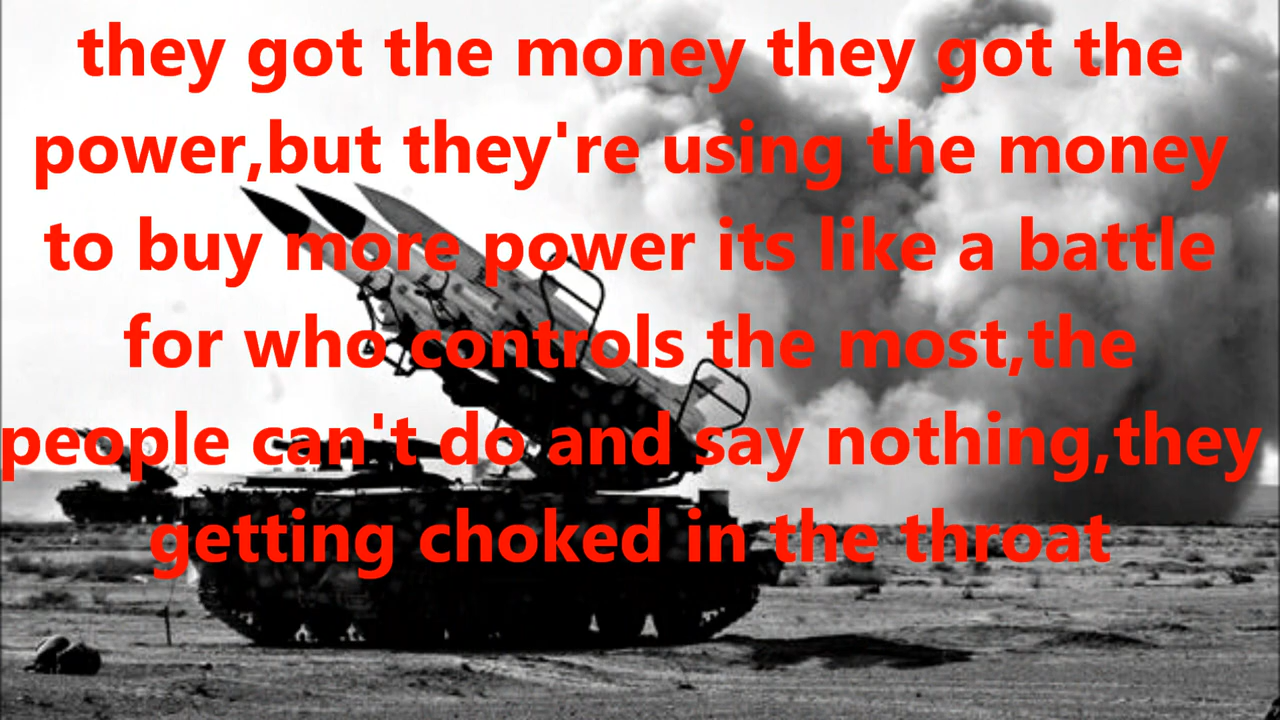 they got the money they got the
power,but they're using the money
to buy more power its like a battle
for who controls the most,the
people can't do and say nothing,they
getting choked in the throat